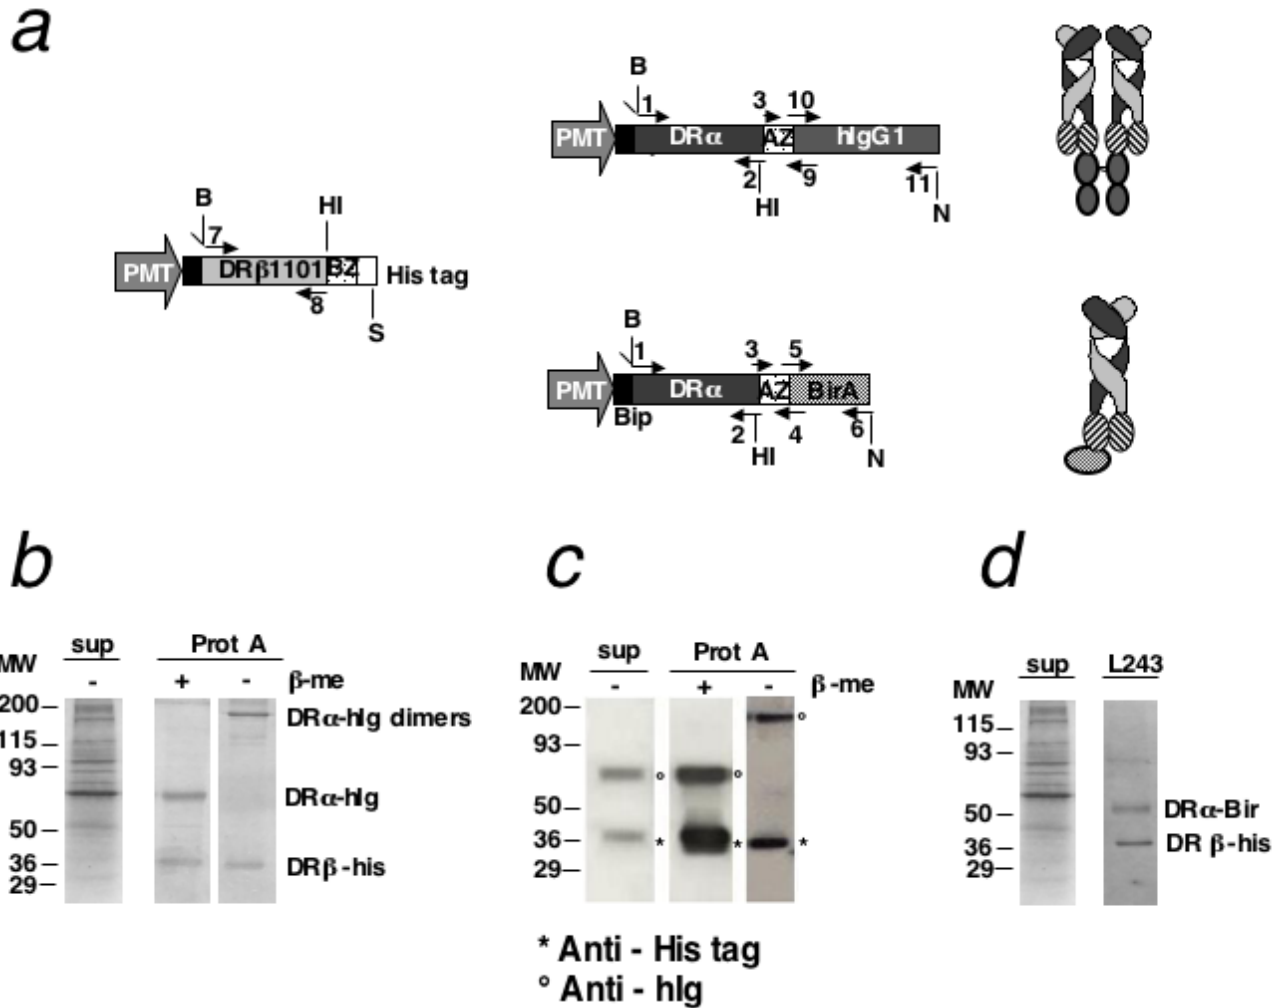 a
B
7
HI
PMT
DRβ1101
BZ
His tag
8
S
B
1
3
10
PMT
DRα
AZ
hIgG1
2
9
11
HI
N
B
1
3
5
PMT
DRα
AZ
BirA
Bip
2
4
6
HI
N
b
MW
sup
Prot A
-
+
-
β-me
200
115
93
50
36
29
DRα-hIg dimers
DRα-hIg
DRβ-his
c
MW
sup
Prot A
-
+
-
β-me
200
93
50
36
29
°
*
°
*
°
*
* Anti - His tag
° Anti - hIg
d
MW
sup
L243
115
93
50
36
29
DRα-Bir
DR β-his